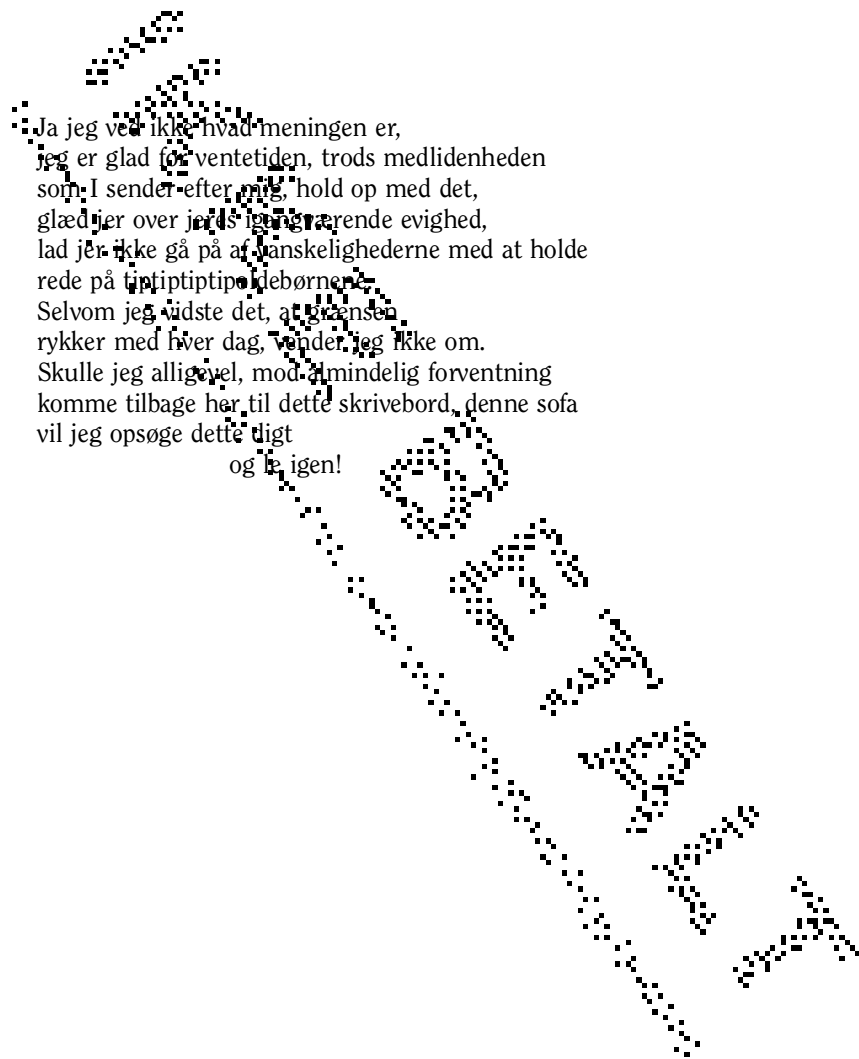 Ja jeg ved ikke hvad meningen er,
jeg er glad for ventetiden, trods medlidenheden
som I sender efter mig, hold op med det,
glæd jer over jeres igangværende evighed,
lad jer ikke gå på af vanskelighederne med at holde
rede på tiptiptiptipoldebørnene.
Selvom jeg vidste det, at grænsen
rykker med hver dag, vender jeg ikke om.
Skulle jeg alligevel, mod almindelig forventning
komme tilbage her til dette skrivebord, denne sofa
vil jeg opsøge dette digt
og le igen!
IKKE BETALT